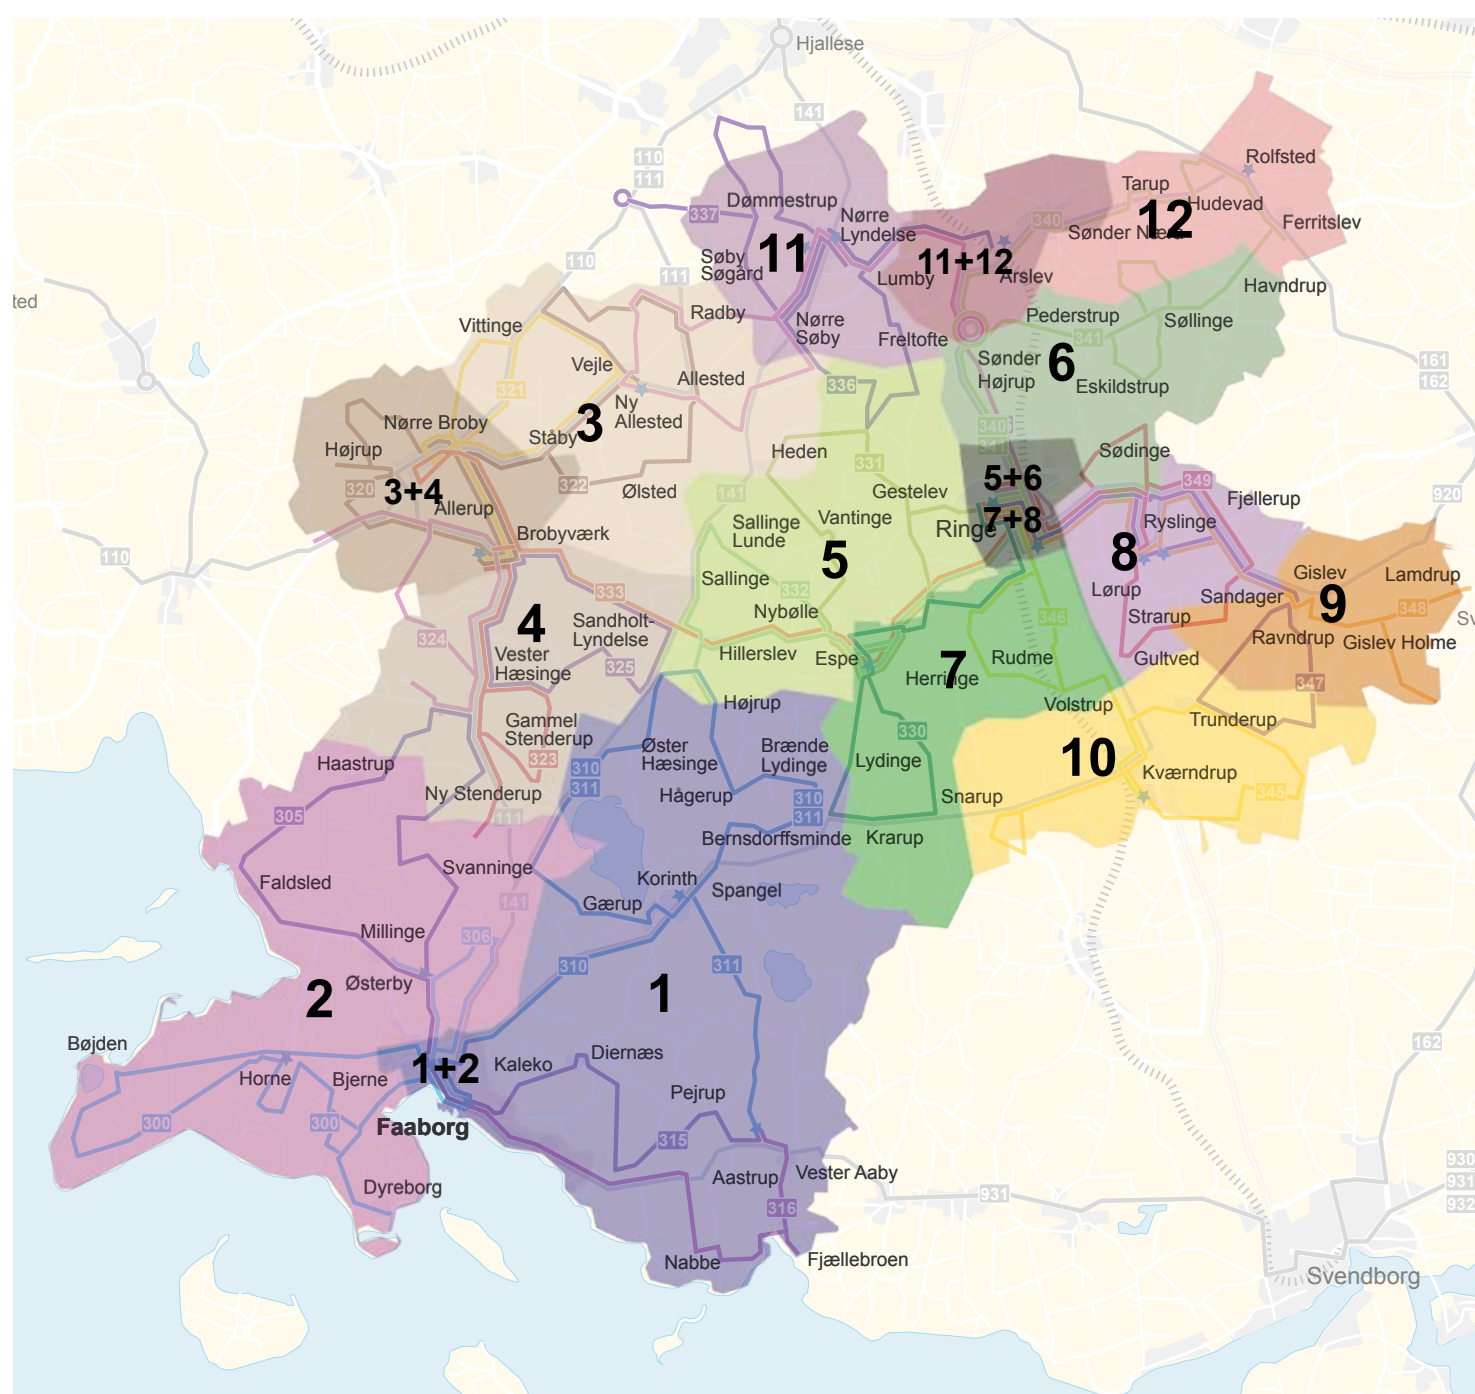 Hjallese
141
110
111
Rolfsted
Tarup
12
Hudevad
Ferritslev
Dømmestrup
337
Nørre
Lyndelse
340
Sønder
11
11+12
Årslev
Søby
Søgård
110
111
Lumby
Havndrup
ted
Radby
Nørre
Søby
Pederstrup
Søllinge
Vittinge
Freltofte
341
6
Sønder
Højrup
Eskildstrup
161
162
Vejle
Allested
336
321
3
Ny
Allested
Nørre Broby
Ståby
340
Højrup
Heden
331
Sødinge
320
3+4
322
Ølsted
141
Gestelev
5+6
349
Fjellerup
920
Allerup
Sallinge
Lunde
Vantinge
Ringe
7+8
Ryslinge
Brobyværk
110
5
8
Sallinge
332
Gislev
Lamdrup
333
Lørup
Sandager
9
348
Nybølle
346
Strarup
4
Sandholt-
Lyndelse
324
Ravndrup
Gislev Holme
Vester
Hæsinge
325
Hillerslev
Espe
7
Rudme
Gultved
Herringe
347
Højrup
Volstrup
Trunderup
Gammel
Stenderup
330
323
Øster
Hæsinge
Brænde
Lydinge
10
Haastrup
310
311
Lydinge
Kværndrup
Ny Stenderup
Hågerup
310
311
Snarup
345
305
111
Bernsdorffsminde
Krarup
Svanninge
Faldsled
Korinth
Spangel
Gærup
141
Millinge
306
310
311
Østerby
2
1
Bøjden
162
Horne
Bjerne
1+2
Kaleko
Diernæs
Pejrup
300
300
Faaborg
315
930
931
932
Dyreborg
Aastrup
Vester Aaby
931
316
Nabbe
Fjællebroen
Svendborg